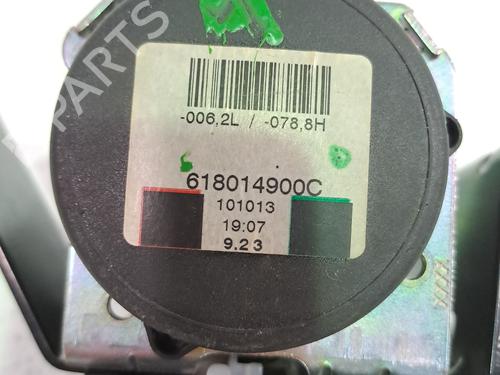 -006,2L / -078,8H
618014900C
101013
19:07
9.23
PARTS